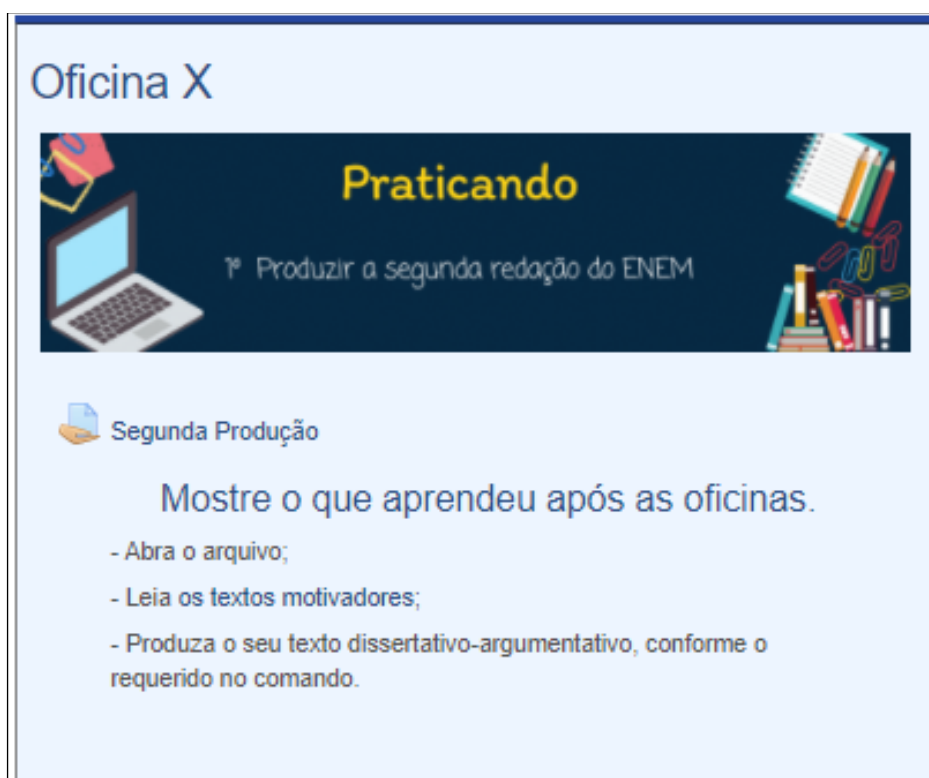 Oficina X
Praticando
1º Produzir a segunda redação do ENEM
Segunda Produção
Mostre o que aprendeu após as oficinas.
- Abra o arquivo;
- Leia os textos motivadores;
- Produza o seu texto dissertativo-argumentativo, conforme o
requerido no comando.